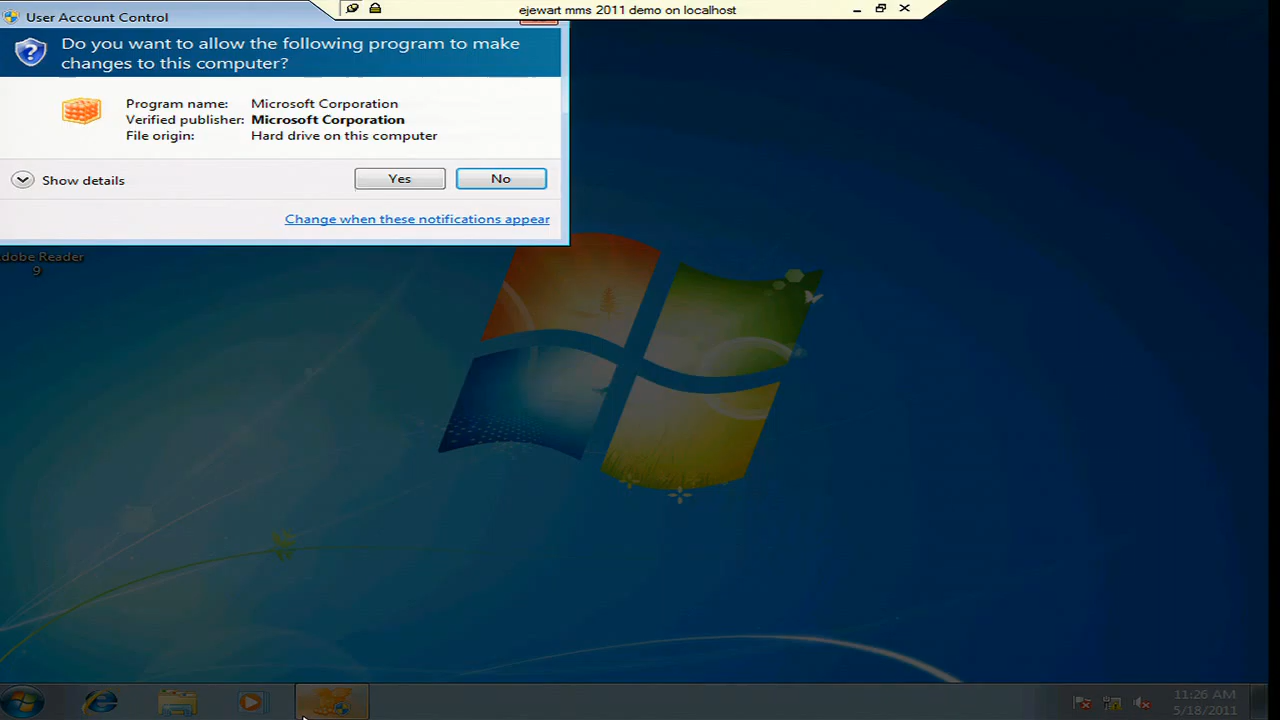 User Account Control
ejewart mms 2011 demo on localhost
Do you want to allow the following program to make
changes to this computer?
Program name: Microsoft Corporation
Verified publisher: Microsoft Corporation
File origin: Hard drive on this computer
Show details
Yes
No
Change when these notifications appear
dobe Reader
9
11:26 AM
5/18/2011